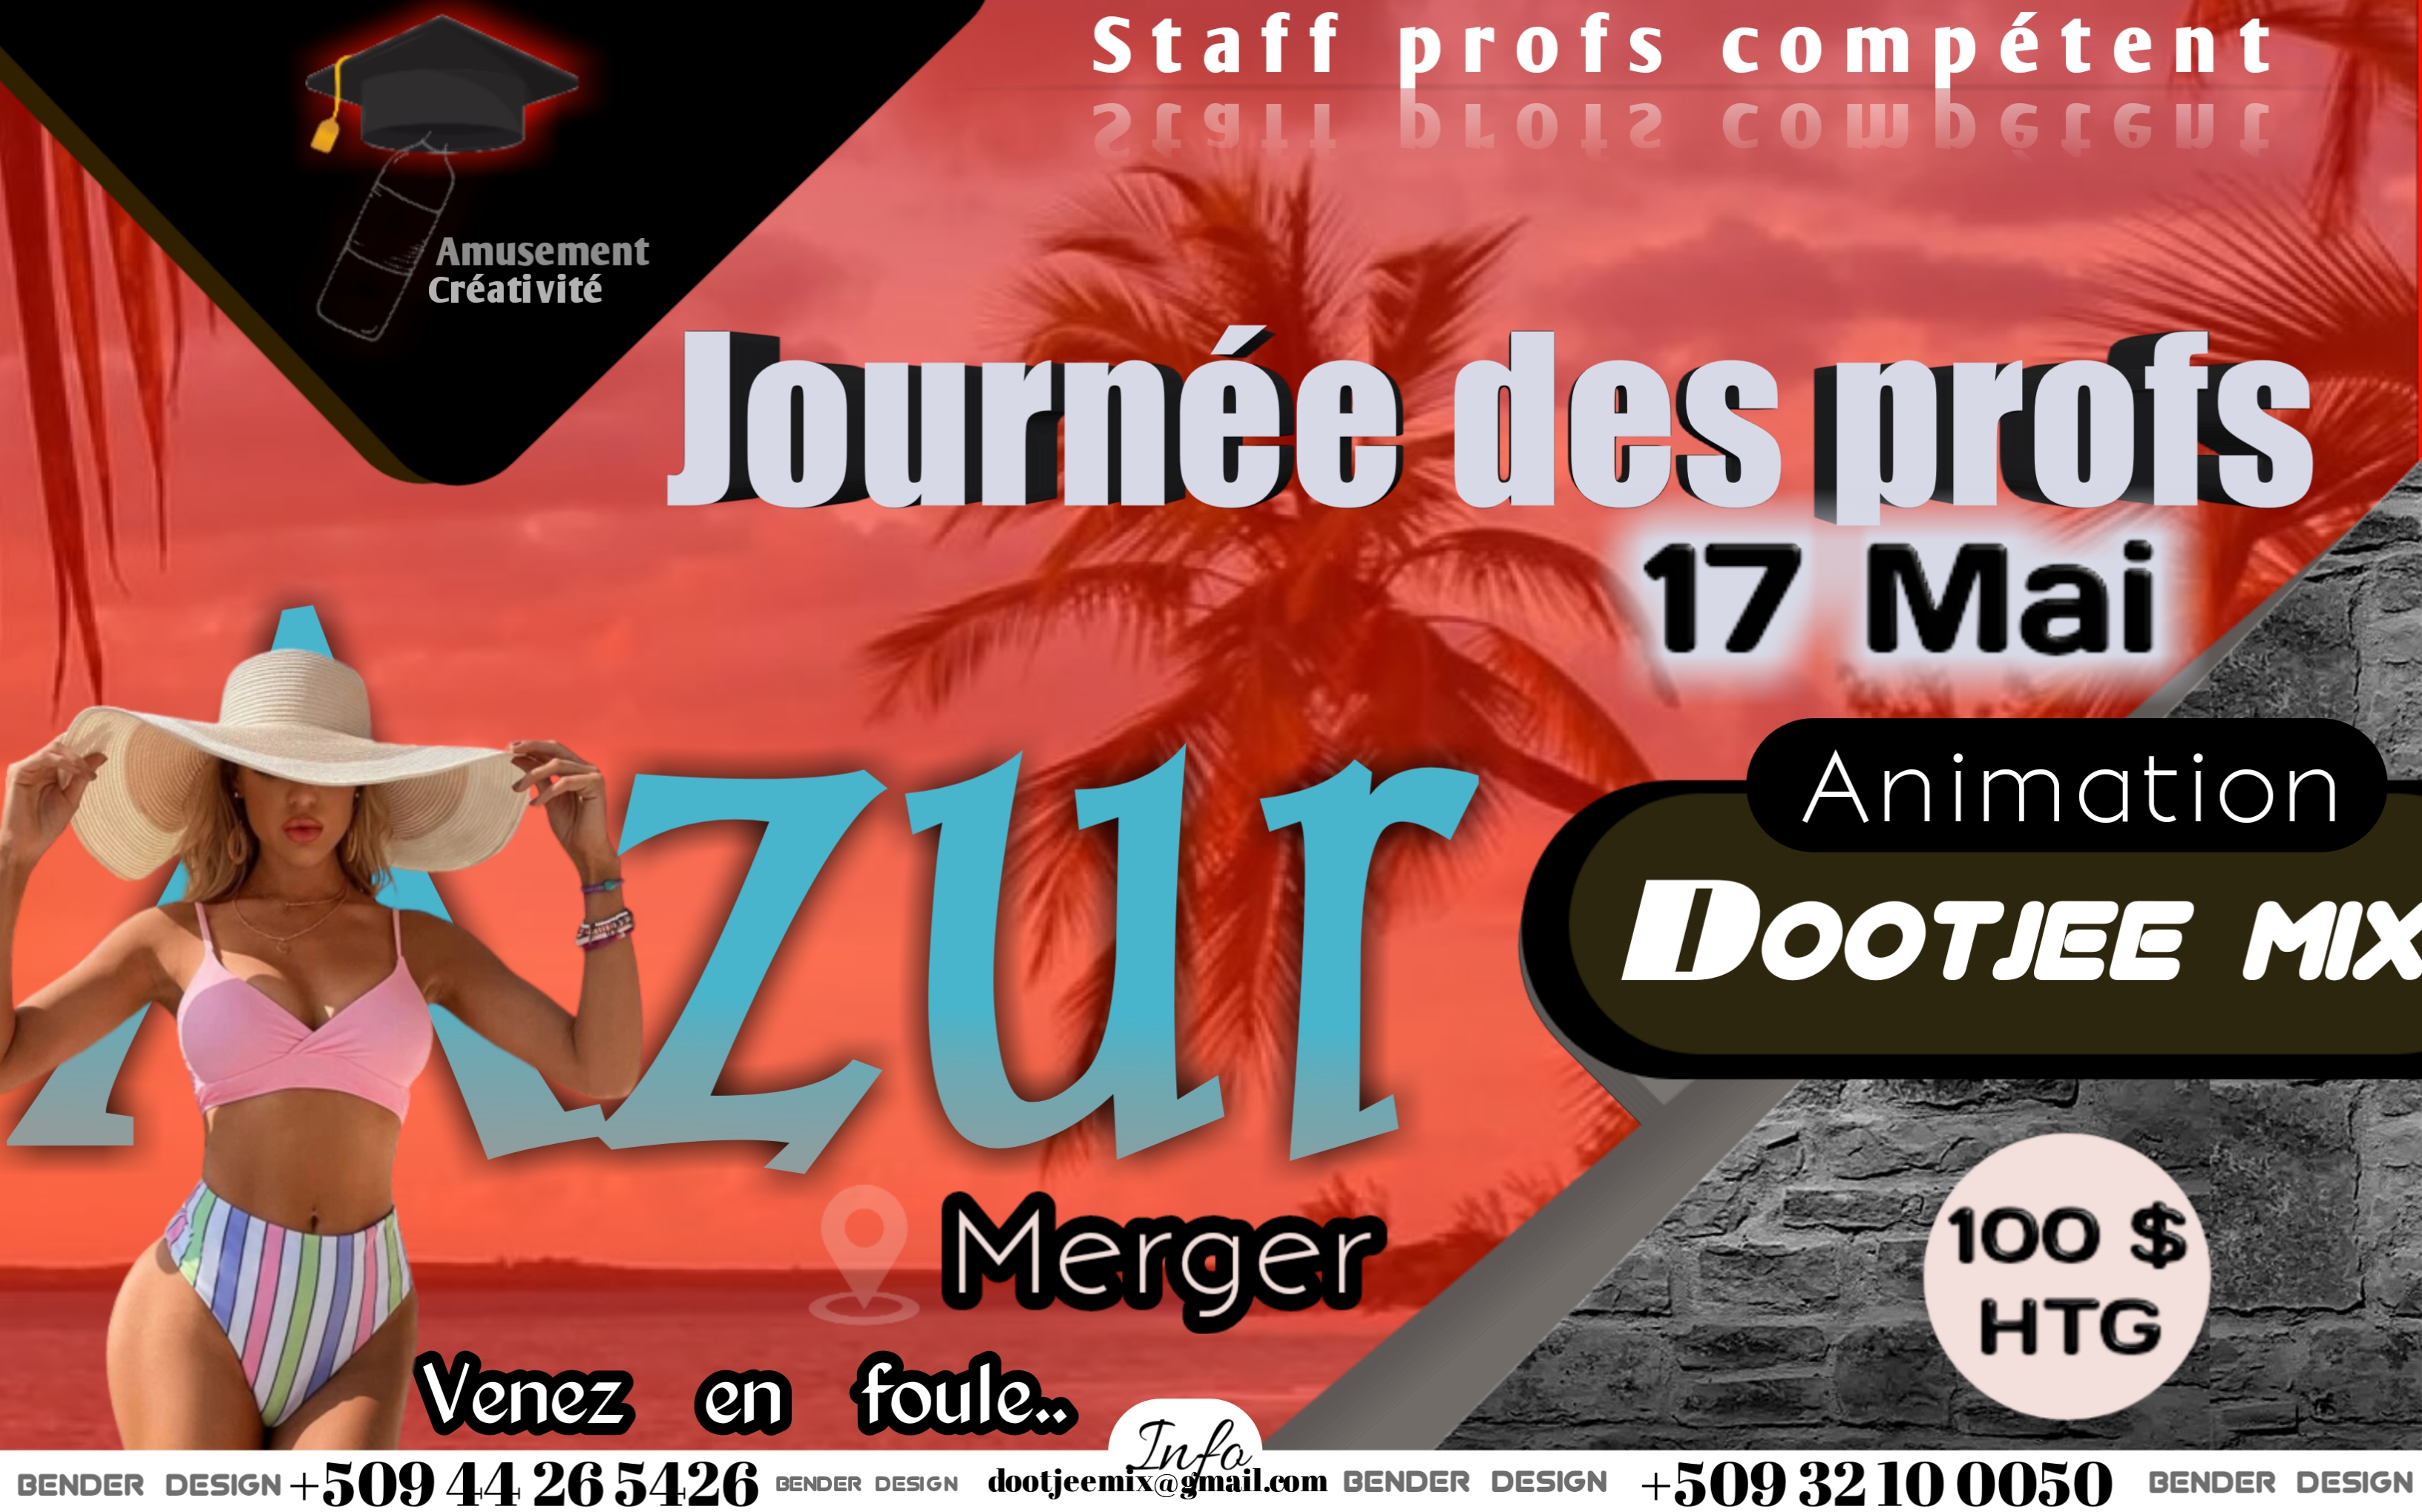 Staff profs compétent
Amusement
Créativité
Journée des profs
17 Mai
Azur
Animation
Dootjee mix
Merger
100 $
HTG
Venez en foule..
Info
BENDER DESIGN +509 44 26 5426 BENDER DESIGN dootjeemix@gmail.com BENDER DESIGN +509 32 10 0050 BENDER DESIGN